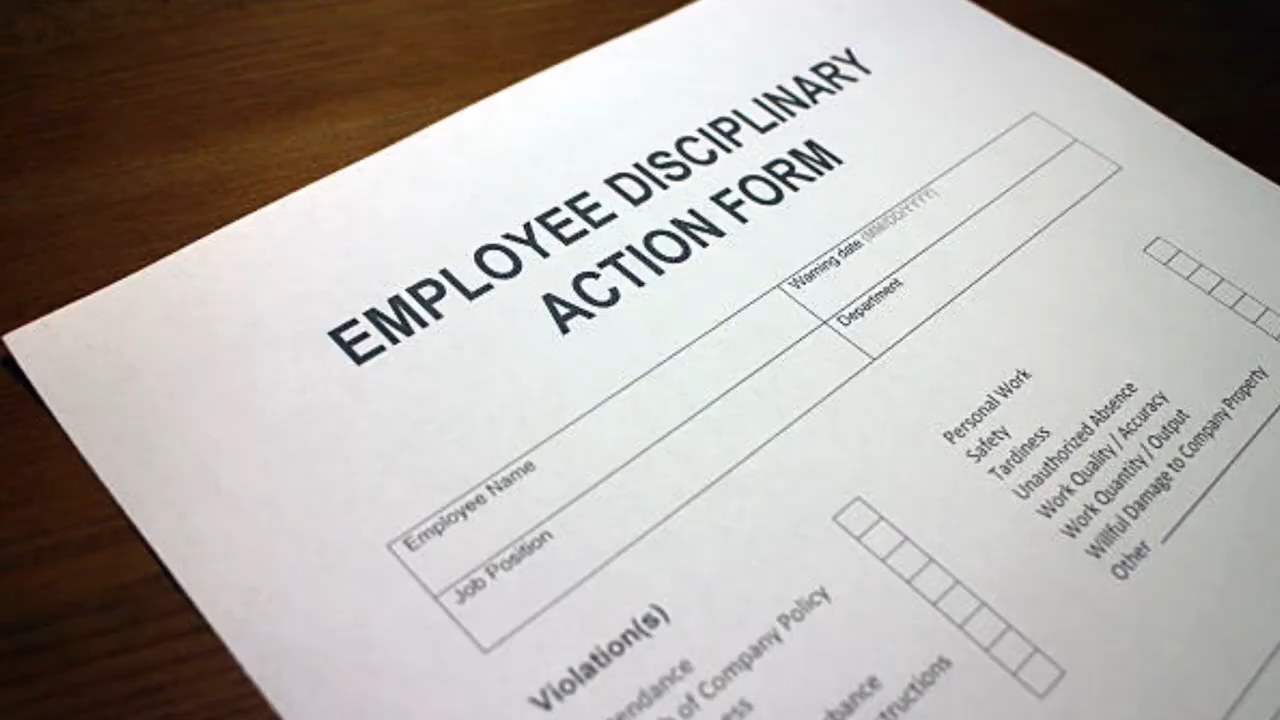 EMPLOYEE DISCIPLINARY
ACTION FORM
Employee Name
Warning date (MM/DD/YYYY)
Job Position
Department
Violation(s)
of Company Policy
Personal Work
Safety
Tardiness
Unauthorized Absence
Work Quality / Accuracy
Work Quantity / Output
Willful Damage to Company Property
Other